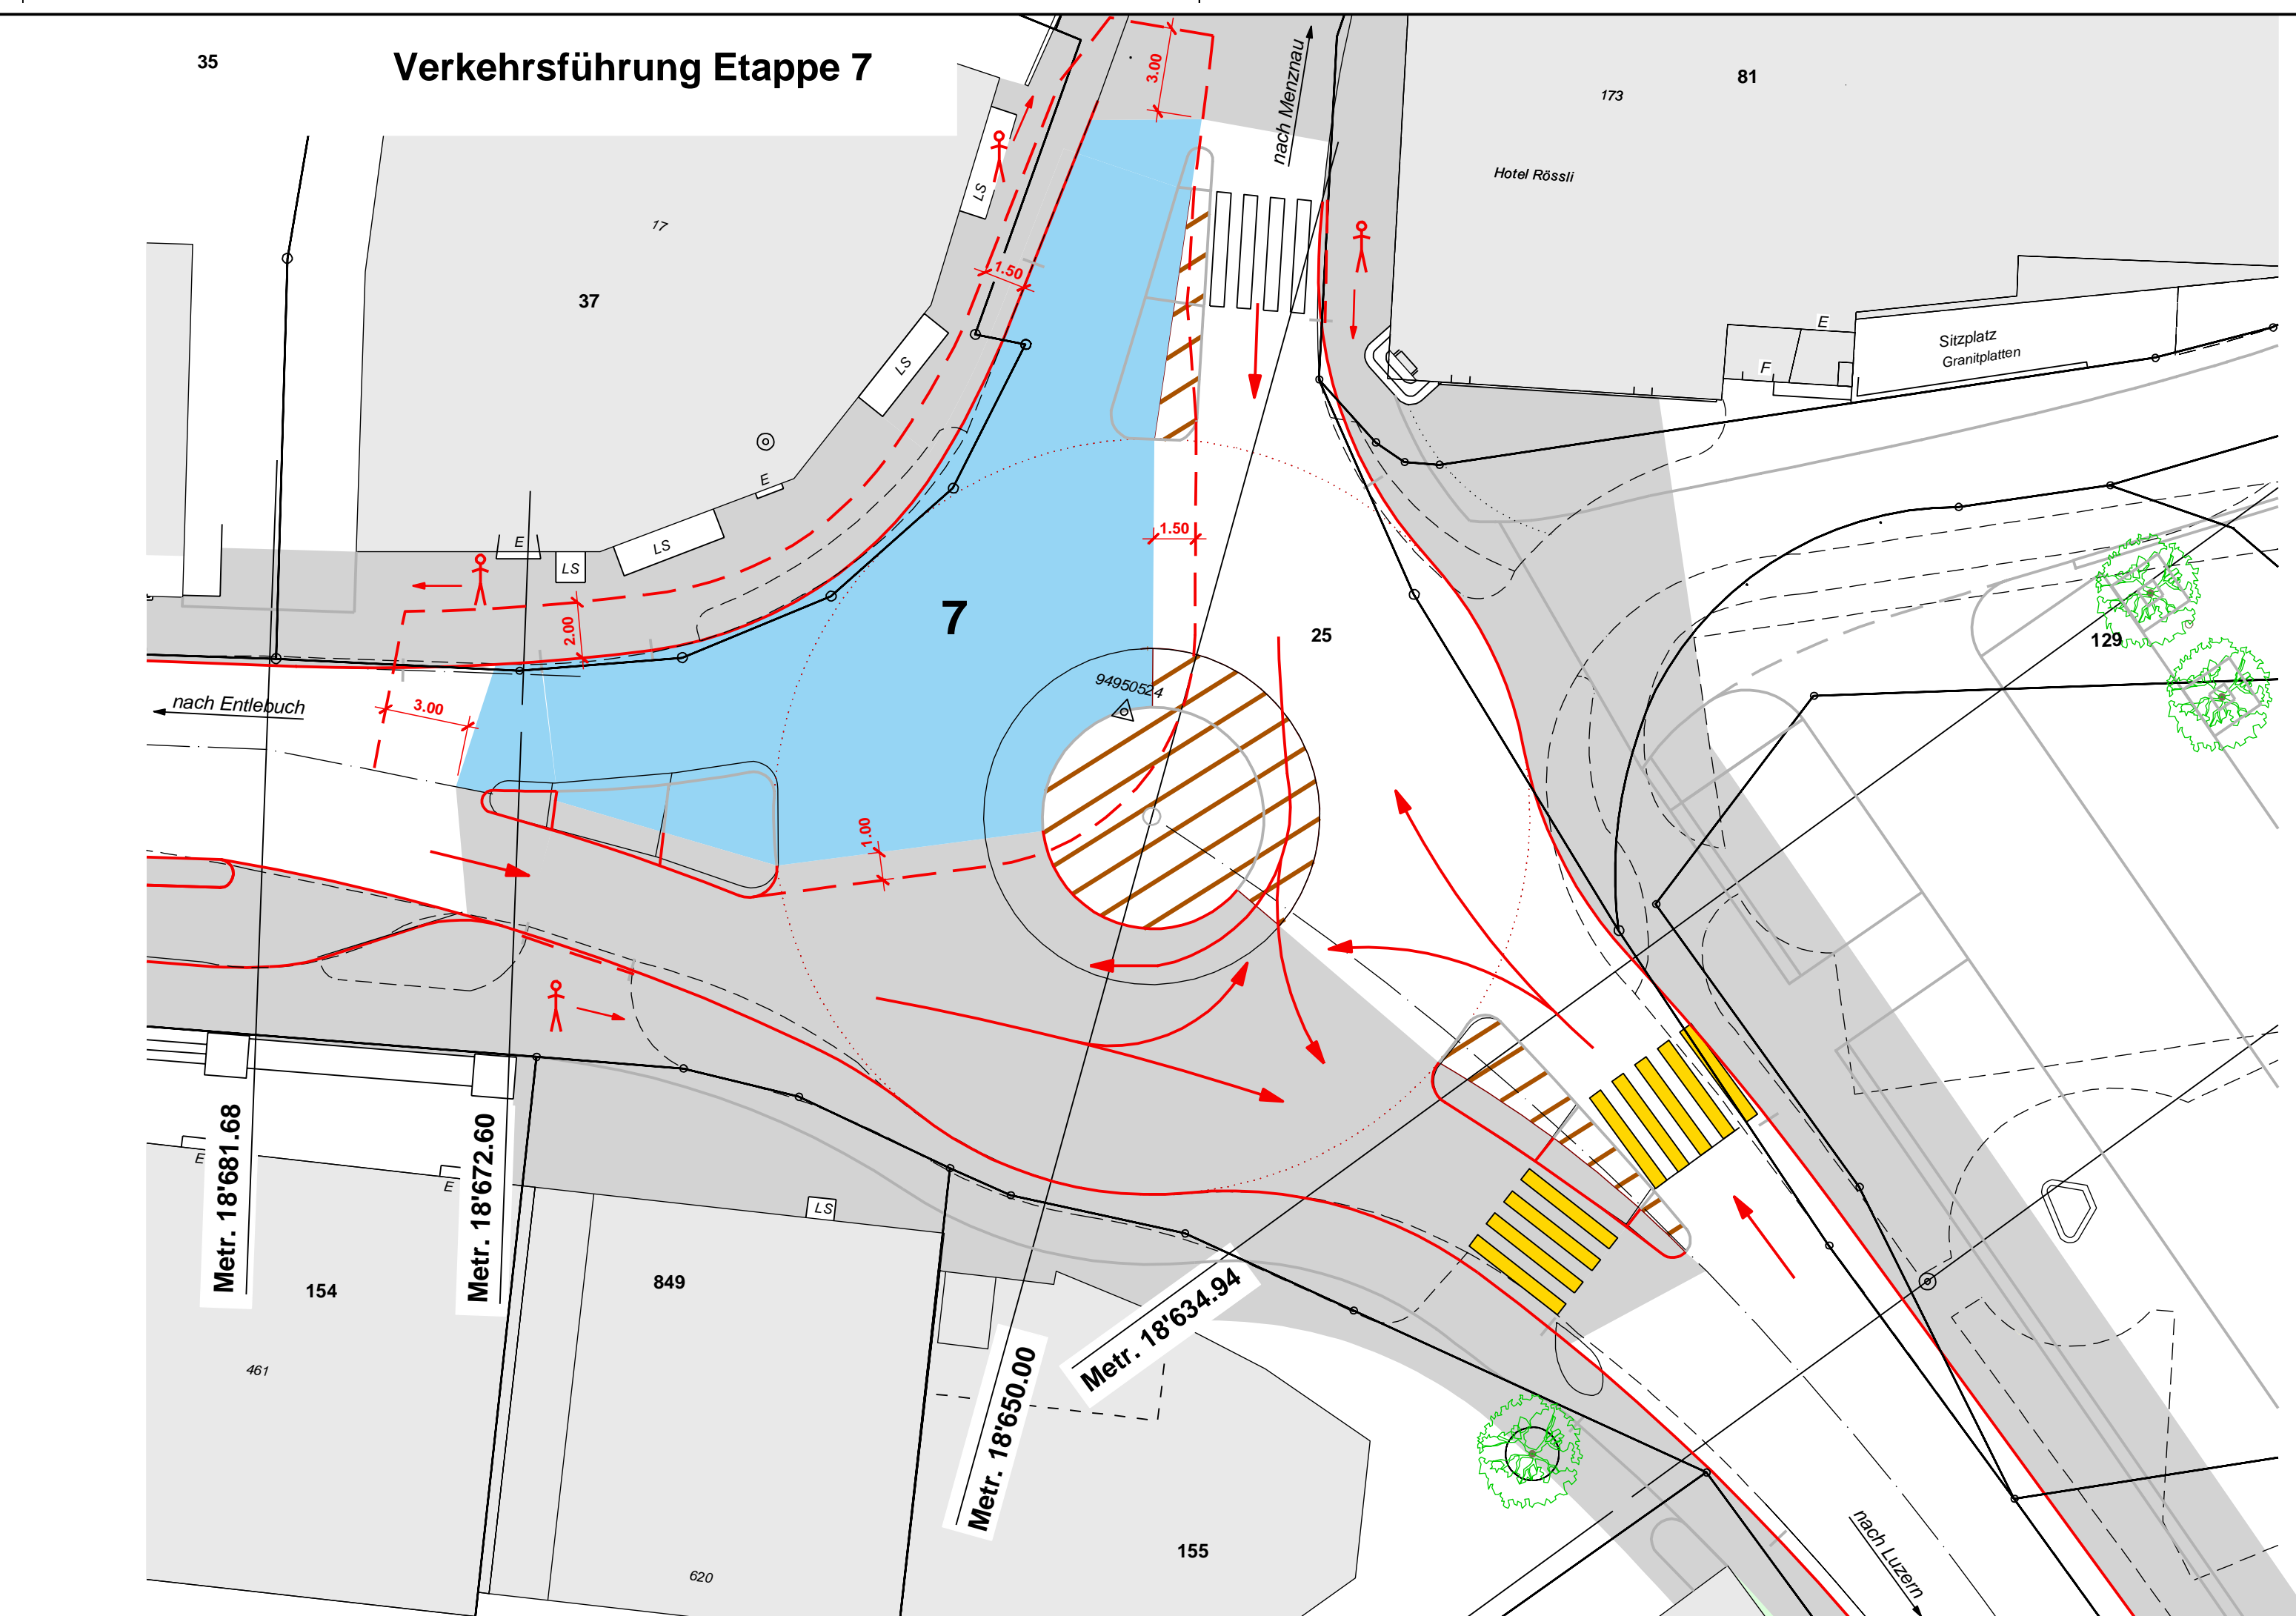 35
Verkehrsführung Etappe 7
3.00
nach Menznau
81
173
Hotel Rössli
LS
17
37
1.50
LS
E
Sitzplatz
Granitplatten
F
E
E
LS
LS
1.50
2.00
7
25
129
94950524
nach Entlebuch
3.00
1.00
Metr. 18'681.68
Metr. 18'672.60
E
E
LS
154
849
Metr. 18'634.94
Metr. 18'650.00
461
620
155
nach Luzern